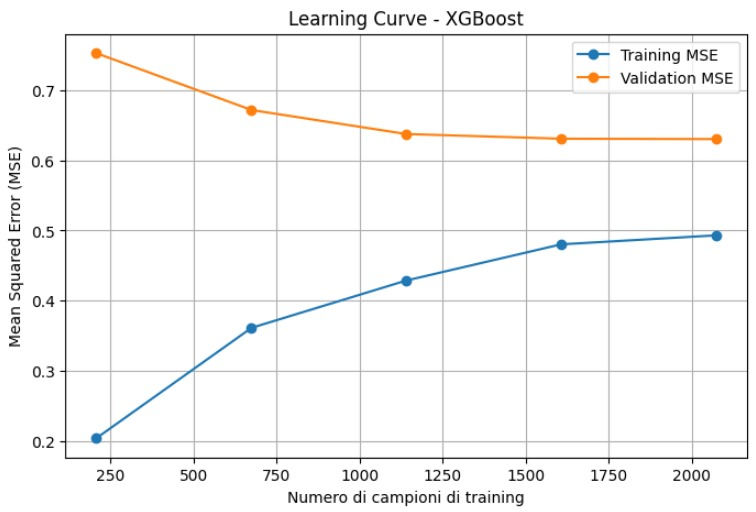 Learning Curve - XGBoost
Training MSE
Validation MSE
0.7
0.6
0.5
0.4
0.3
0.2
Mean Squared Error (MSE)
250 500 750 1000 1250 1500 1750 2000
Numero di campioni di training